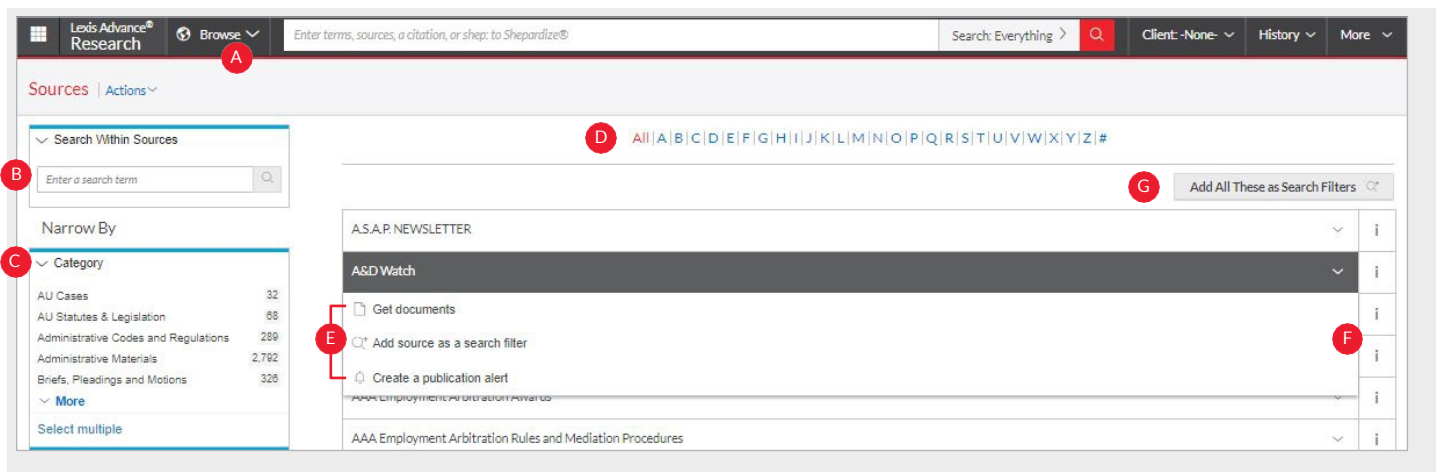 Lexis Advance®
Research
Browse
Enter terms, sources, a citation, or shep: to Shepardize®
Search: Everything
Client: -None-
History
More
A
Sources | Actions
Search Within Sources
D
All|A|B|C|D|E|F|G|H|I|J|K|L|M|N|O|P|Q|R|S|T|U|V|W|X|Y|Z|#
B
Enter a search term
G
Add All These as Search Filters
Narrow By
A.S.A.P. NEWSLETTER
i
C
Category
A&D Watch
i
AU Cases 32
AU Statutes & Legislation 68
Administrative Codes and Regulations 289
Administrative Materials 2,792
Briefs, Pleadings and Motions 326
More
Select multiple
E
Get documents
i
Add source as a search filter
F
i
Create a publication alert
AAA Employment Arbitration Awards
i
AAA Employment Arbitration Rules and Mediation Procedures
i